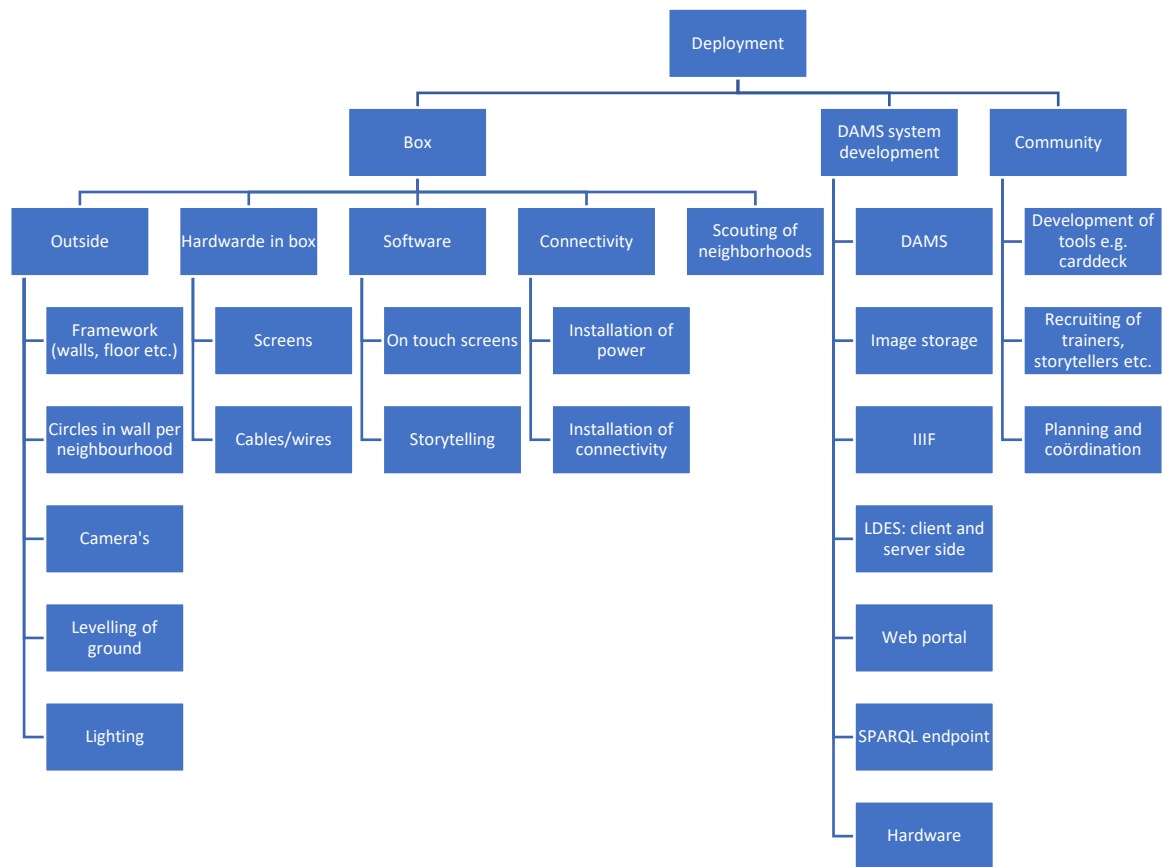 Deployment
Box
DAMS system
development
Community
Outside
Hardwarde in box
Software
Connectivity
Scouting of
neighborhoods
DAMS
Development of
tools e.g.
carddeck
Framework
(walls, floor etc.)
Screens
On touch screens
Installation of
power
Image storage
Recruiting of
trainers,
storytellers etc.
Circles in wall per
neighbourhood
Cables/wires
Storytelling
Installation of
connectivity
IIIF
Planning and
coördination
Camera's
LDES: client and
server side
Levelling of
ground
Web portal
Lighting
SPARQL endpoint
Hardware